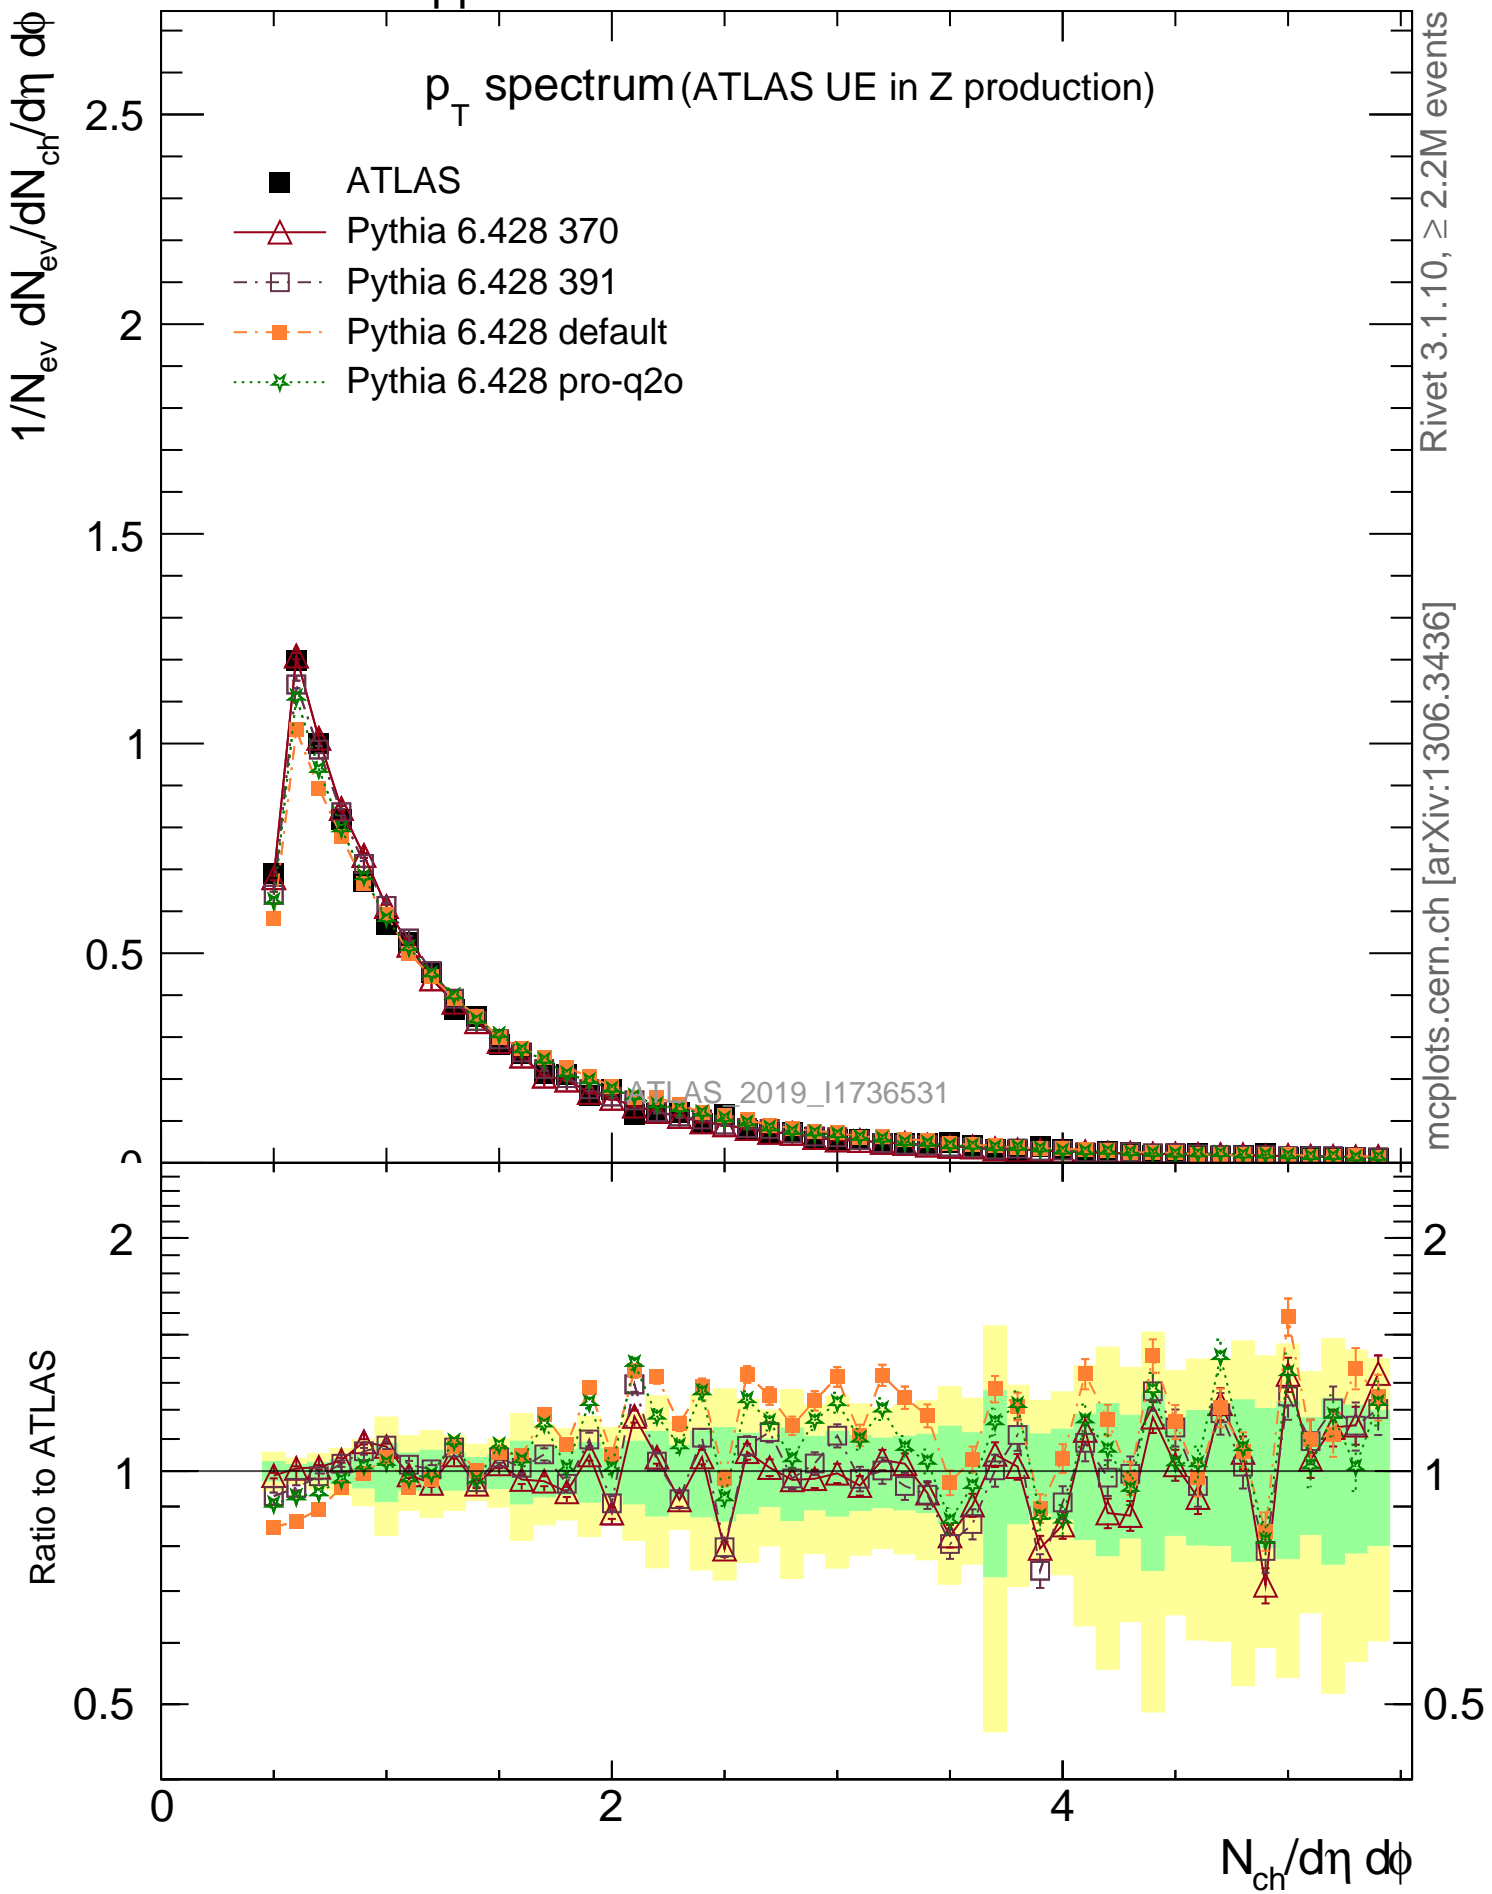 p_T spectrum (ATLAS UE in Z production)
1/N_ev dN_ev/dN_ch/dη dϕ
ATLAS
Pythia 6.428 370
Pythia 6.428 391
Pythia 6.428 default
Pythia 6.428 pro-q2o
2.5
2
1.5
1
0.5
0
ATLAS_2019_I1736531
Rivet 3.1.10, ≥ 2.2M events
mcplots.cern.ch [arXiv:1306.3436]
Ratio to ATLAS
2
1
0.5
2
1
0.5
0
2
4
N_ch/dη dϕ